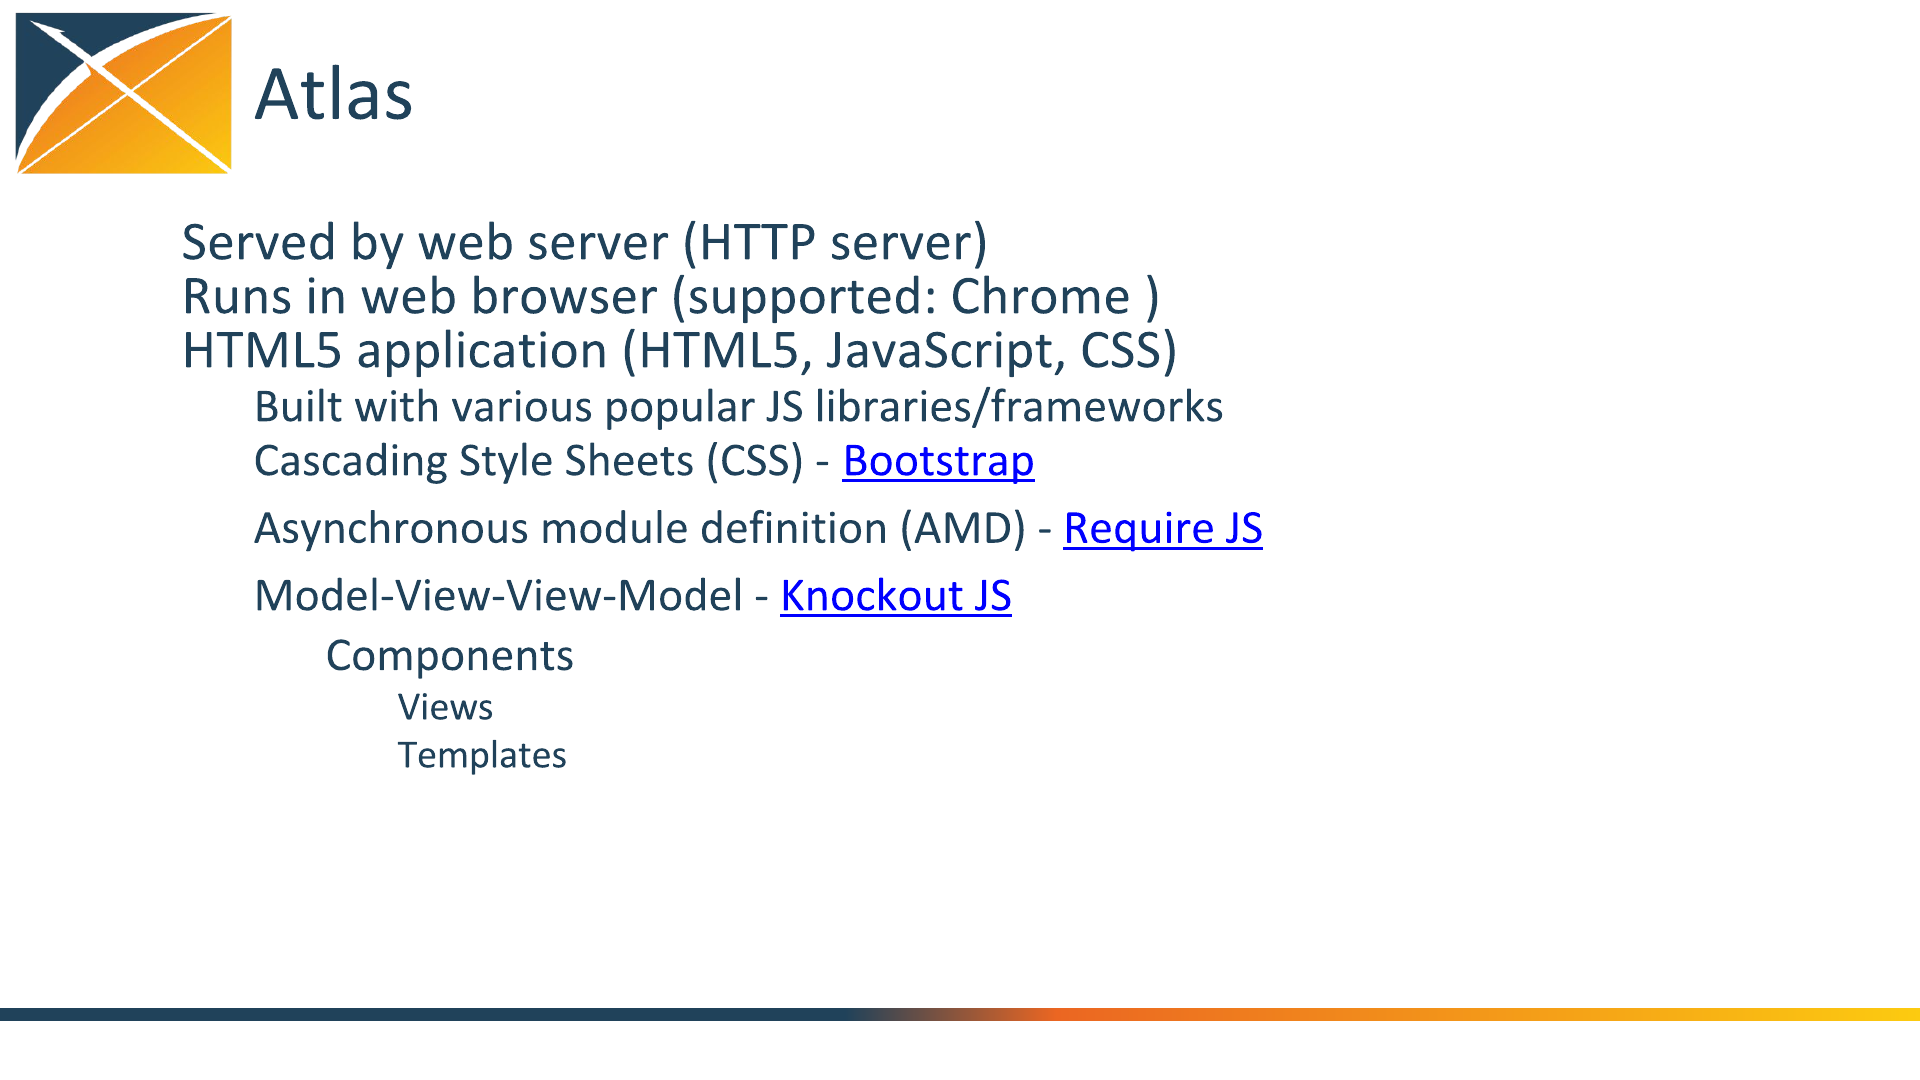 Atlas
Served by web server (HTTP server)
Runs in web browser (supported: Chrome )
HTML5 application (HTML5, JavaScript, CSS)
Built with various popular JS libraries/frameworks
Cascading Style Sheets (CSS) - Bootstrap
Asynchronous module definition (AMD) - Require JS
Model-View-View-Model - Knockout JS
Components
Views
Templates